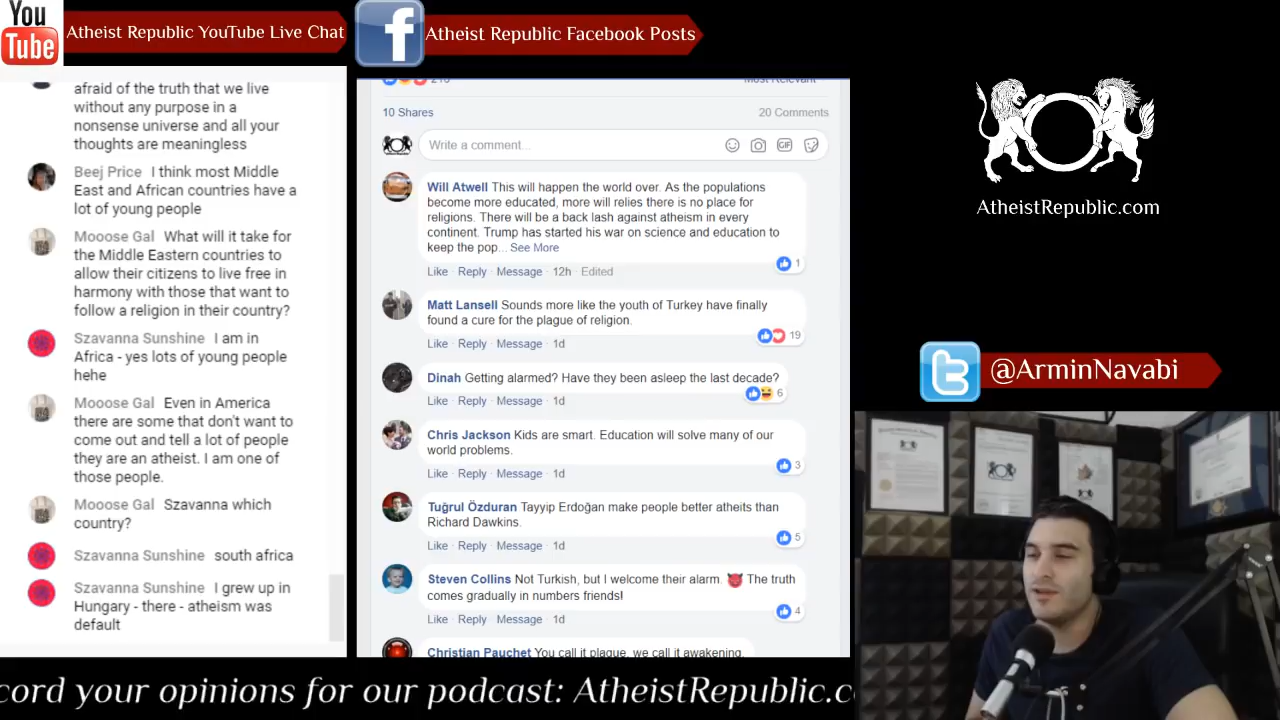 You
Tube
Atheist Republic YouTube Live Chat
Atheist Republic Facebook Posts
afraid of the truth that we live
without any purpose in a
nonsense universe and all your
thoughts are meaningless
Beej Price I think most Middle
East and African countries have a
lot of young people
Mooose Gal What will it take for
the Middle Eastern countries to
allow their citizens to live free in
harmony with those that want to
follow a religion in their country?
Szavanna Sunshine I am in
Africa - yes lots of young people
hehe
Mooose Gal Even in America
there are some that don't want to
come out and tell a lot of people
they are an atheist. I am one of
those people.
Mooose Gal Szavanna which
country?
Szavanna Sunshine south africa
Szavanna Sunshine I grew up in
Hungary - there - atheism was
default
Most Relevant
10 Shares
20 Comments
Write a comment...
GIF
Will Atwell This will happen the world over. As the populations
become more educated, more will relies there is no place for
religions. There will be a back lash against atheism in every
continent. Trump has started his war on science and education to
keep the pop... See More
1
Like · Reply · Message · 12h · Edited
Matt Lansell Sounds more like the youth of Turkey have finally
found a cure for the plague of religion.
19
Like · Reply · Message · 1d
Dinah Getting alarmed? Have they been asleep the last decade?
6
Like · Reply · Message · 1d
Chris Jackson Kids are smart. Education will solve many of our
world problems.
3
Like · Reply · Message · 1d
Tuğrul Özduran Tayyip Erdoğan make people better atheits than
Richard Dawkins.
5
Like · Reply · Message · 1d
Steven Collins Not Turkish, but I welcome their alarm. 😈 The truth
comes gradually in numbers friends!
4
Like · Reply · Message · 1d
Christian Pauchet You call it plague, we call it awakening.
AtheistRepublic.com
@ArminNavabi
cord your opinions for our podcast: AtheistRepublic.c